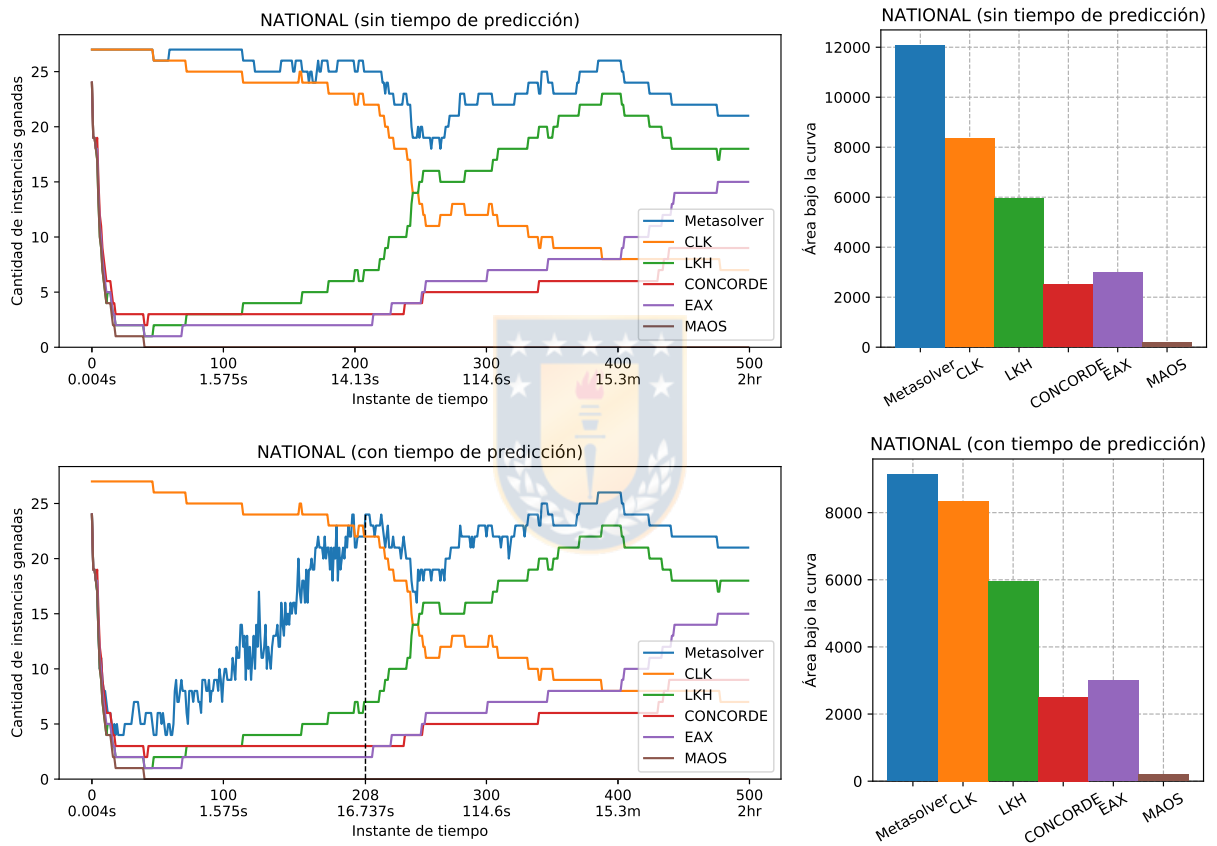 NATIONAL (sin tiempo de predicción)
Cantidad de instancias ganadas
25
20
15
10
5
0
Metasolver
CLK
LKH
CONCORDE
EAX
MAOS
0 100 200 300 400 500
0.004s 1.575s 14.13s 114.6s 15.3m 2hr
Instante de tiempo
NATIONAL (sin tiempo de predicción)
Área bajo la curva
12000
10000
8000
6000
4000
2000
0
Metasolver CLK LKH CONCORDE EAX MAOS
NATIONAL (con tiempo de predicción)
Cantidad de instancias ganadas
25
20
15
10
5
0
Metasolver
CLK
LKH
CONCORDE
EAX
MAOS
0 100 208 300 400 500
0.004s 1.575s 16.737s 114.6s 15.3m 2hr
Instante de tiempo
NATIONAL (con tiempo de predicción)
Área bajo la curva
8000
6000
4000
2000
0
Metasolver CLK LKH CONCORDE EAX MAOS